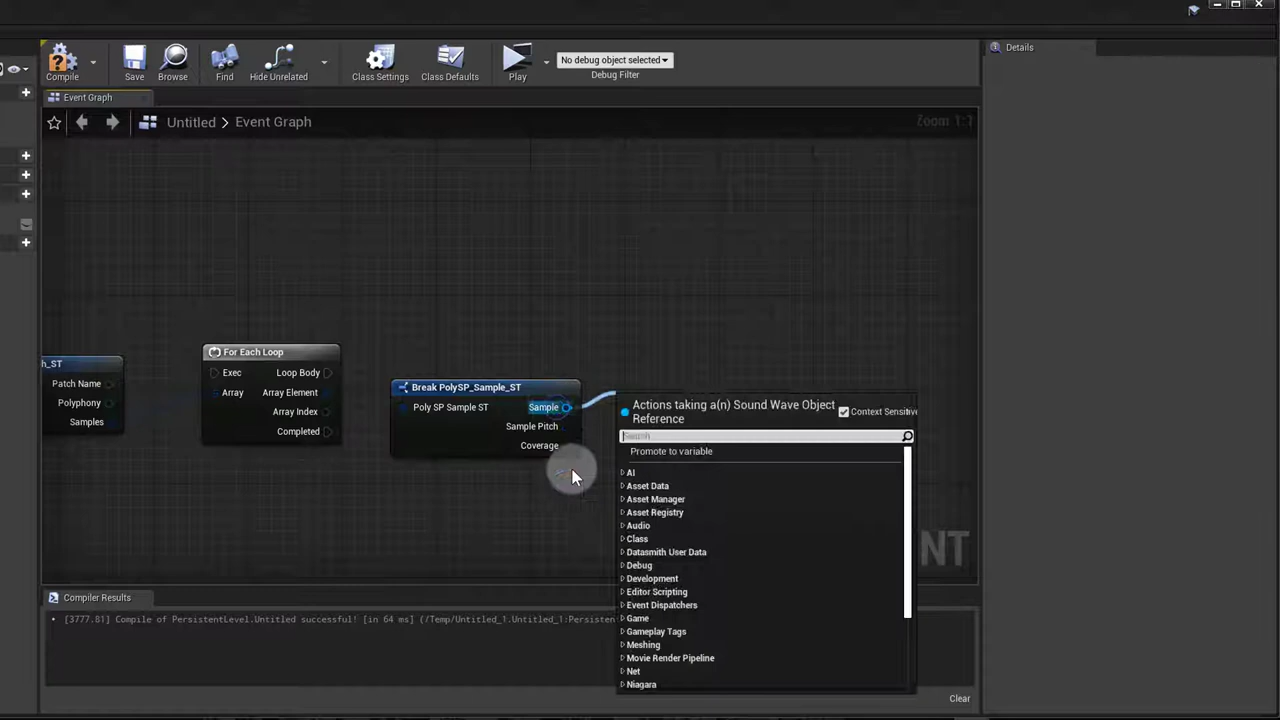 Details
Compile
Save
Browse
Find
Hide Unrelated
Class Settings
Class Defaults
Play
No debug object selected
Debug Filter
Event Graph
Untitled > Event Graph
Zoom 1:1
h_ST
Patch Name
Polyphony
Samples
For Each Loop
Exec
Loop Body
Array
Array Element
Array Index
Completed
Break PolySP_Sample_ST
Poly SP Sample ST
Sample
Sample Pitch
Coverage
Actions taking a(n) Sound Wave Object
Reference
Context Sensitiv
Search
Promote to variable
AI
Asset Data
Asset Manager
Asset Registry
Audio
Class
Datasmith User Data
Debug
Development
Editor Scripting
Event Dispatchers
Game
Gameplay Tags
Meshing
Movie Render Pipeline
Net
Niagara
NT
Compiler Results
[3777.81] Compile of PersistentLevel.Untitled successful! [in 64 ms] (/Temp/Untitled_1.Untitled_1:Persisten
Clear